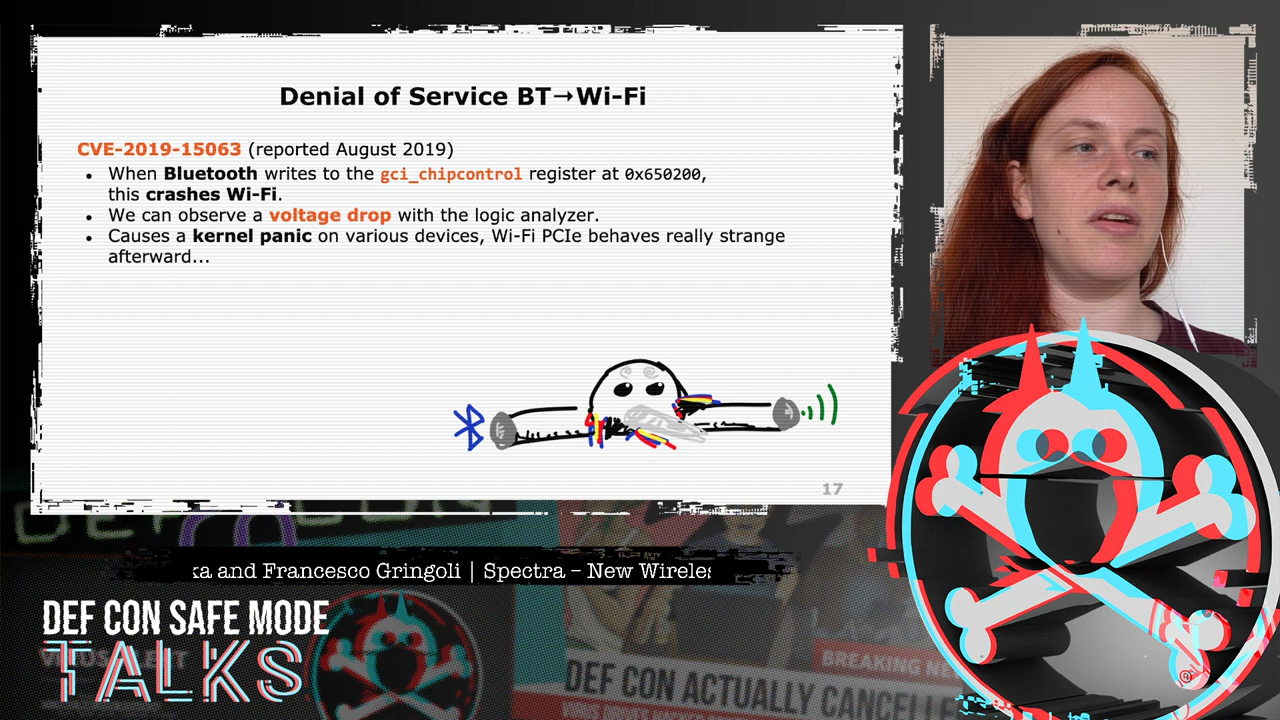 Denial of Service BT→Wi-Fi
CVE-2019-15063 (reported August 2019)
• When Bluetooth writes to the gci_chipcontrol register at 0x650200,
this crashes Wi-Fi.
• We can observe a voltage drop with the logic analyzer.
• Causes a kernel panic on various devices, Wi-Fi PCIe behaves really strange
afterward...
17
DEF CON
ka and Francesco Gringoli | Spectra – New Wireles
DEF CON SAFE MODE
TALKS
BREAKING NE
DEF CON ACTUALLY CANCELLE
®